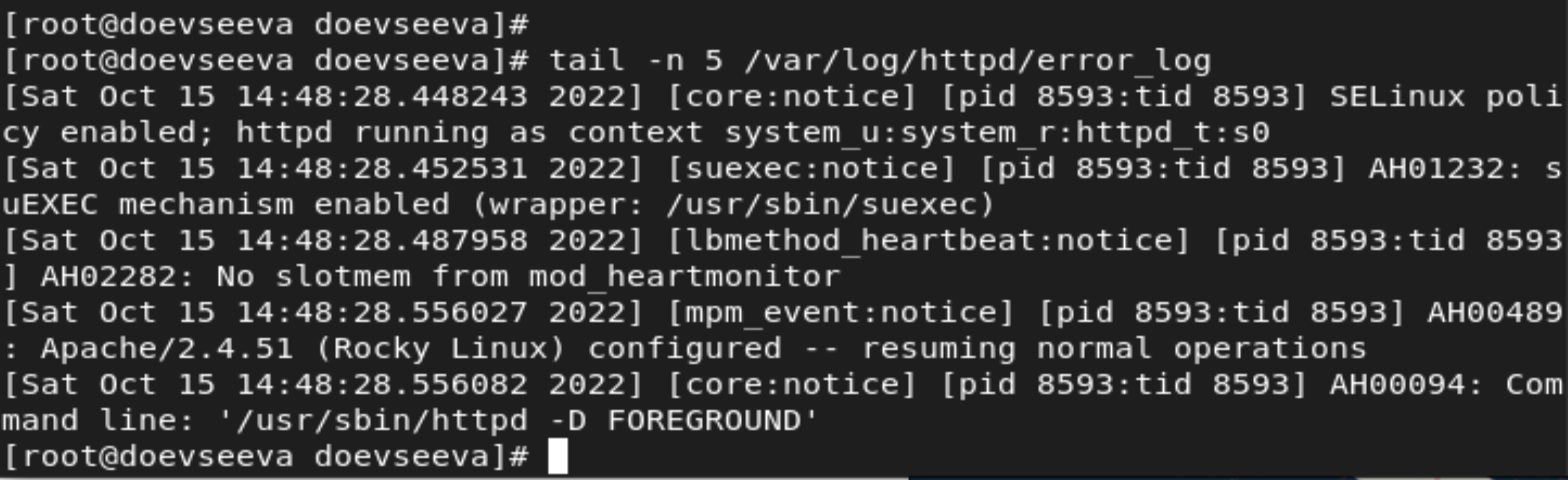 [root@doevseeva doevseeva]#
[root@doevseeva doevseeva]# tail -n 5 /var/log/httpd/error_log
[Sat Oct 15 14:48:28.448243 2022] [core:notice] [pid 8593:tid 8593] SELinux poli
cy enabled; httpd running as context system_u:system_r:httpd_t:s0
[Sat Oct 15 14:48:28.452531 2022] [suexec:notice] [pid 8593:tid 8593] AH01232: s
uEXEC mechanism enabled (wrapper: /usr/sbin/suexec)
[Sat Oct 15 14:48:28.487958 2022] [lbmethod_heartbeat:notice] [pid 8593:tid 8593
] AH02282: No slotmem from mod_heartmonitor
[Sat Oct 15 14:48:28.556027 2022] [mpm_event:notice] [pid 8593:tid 8593] AH00489
: Apache/2.4.51 (Rocky Linux) configured -- resuming normal operations
[Sat Oct 15 14:48:28.556082 2022] [core:notice] [pid 8593:tid 8593] AH00094: Com
mand line: '/usr/sbin/httpd -D FOREGROUND'
[root@doevseeva doevseeva]#